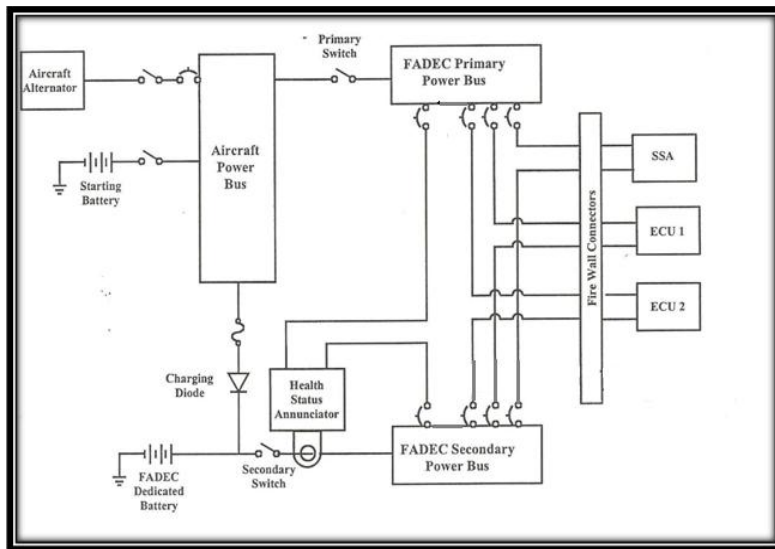 Primary
Switch
FADEC Primary
Power Bus
Aircraft
Alternator
Aircraft
Power
Bus
Starting
Battery
SSA
ECU 1
ECU 2
Fire Wall Connectors
Charging
Diode
Health
Status
Annunciator
FADEC
Dedicated
Battery
Secondary
Switch
FADEC Secondary
Power Bus